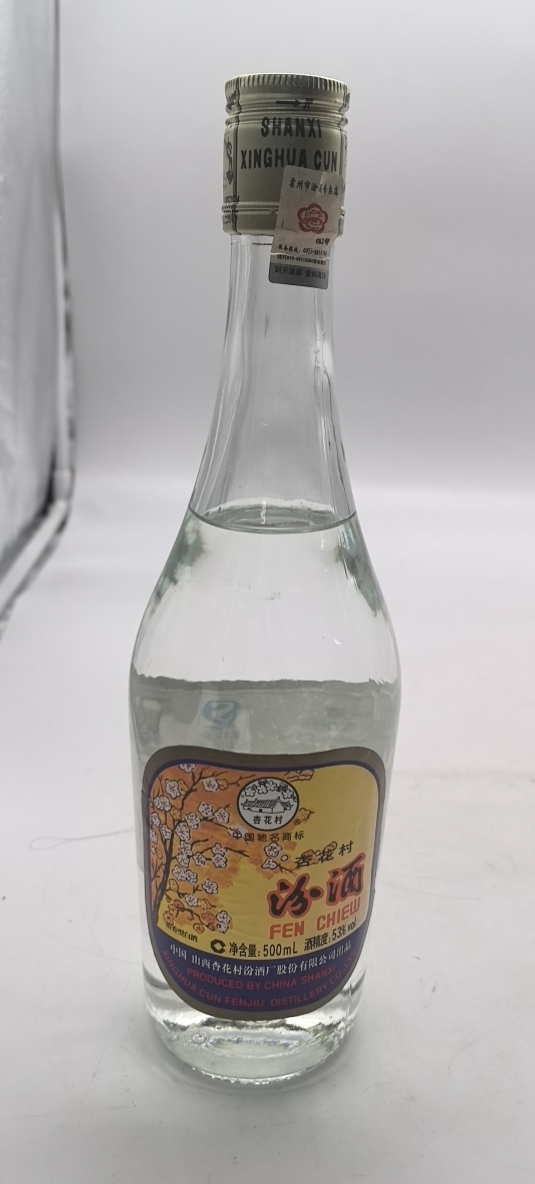 SHANXI
XINGHUA CUN
杏花村
中国驰名商标
杏花村
汾酒
FEN CHIEW
净含量:500mL 酒精度:53%vol
中国 山西杏花村汾酒厂股份有限公司出品
PRODUCED BY CHINA SHANXI
XINGHUA CUN FENJIU DISTILLERY CO.